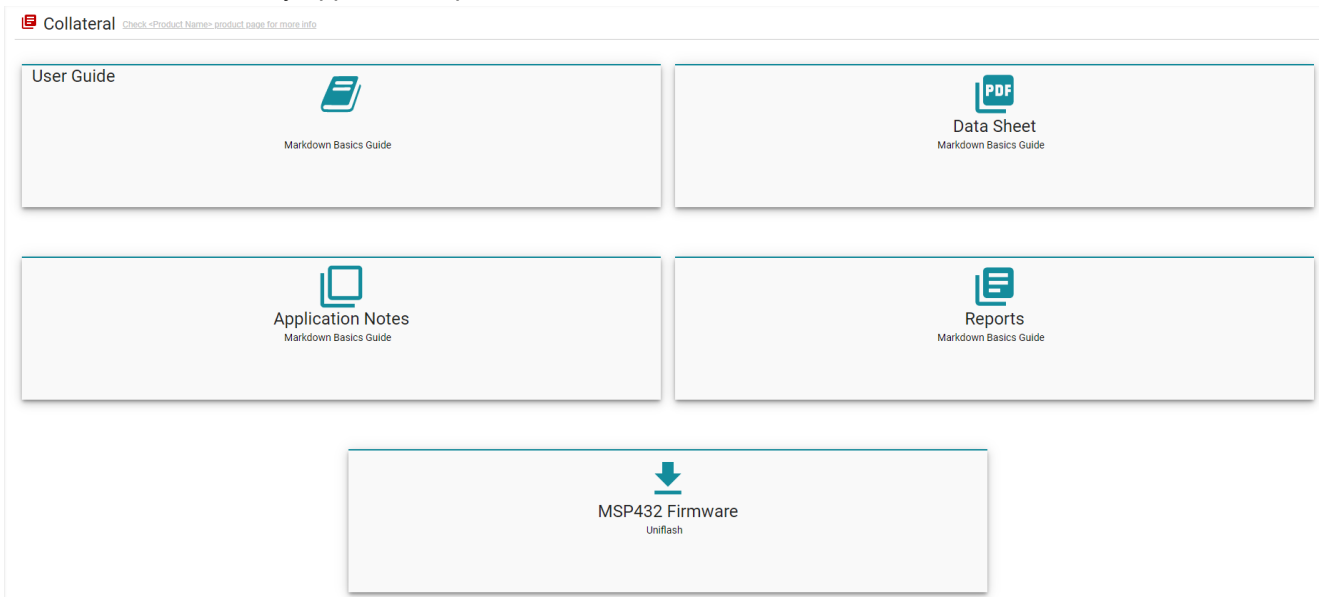 Collateral Check <Product Name> product page for more info
User Guide
Markdown Basics Guide
PDF
Data Sheet
Markdown Basics Guide
Application Notes
Markdown Basics Guide
Reports
Markdown Basics Guide
MSP432 Firmware
Uniflash